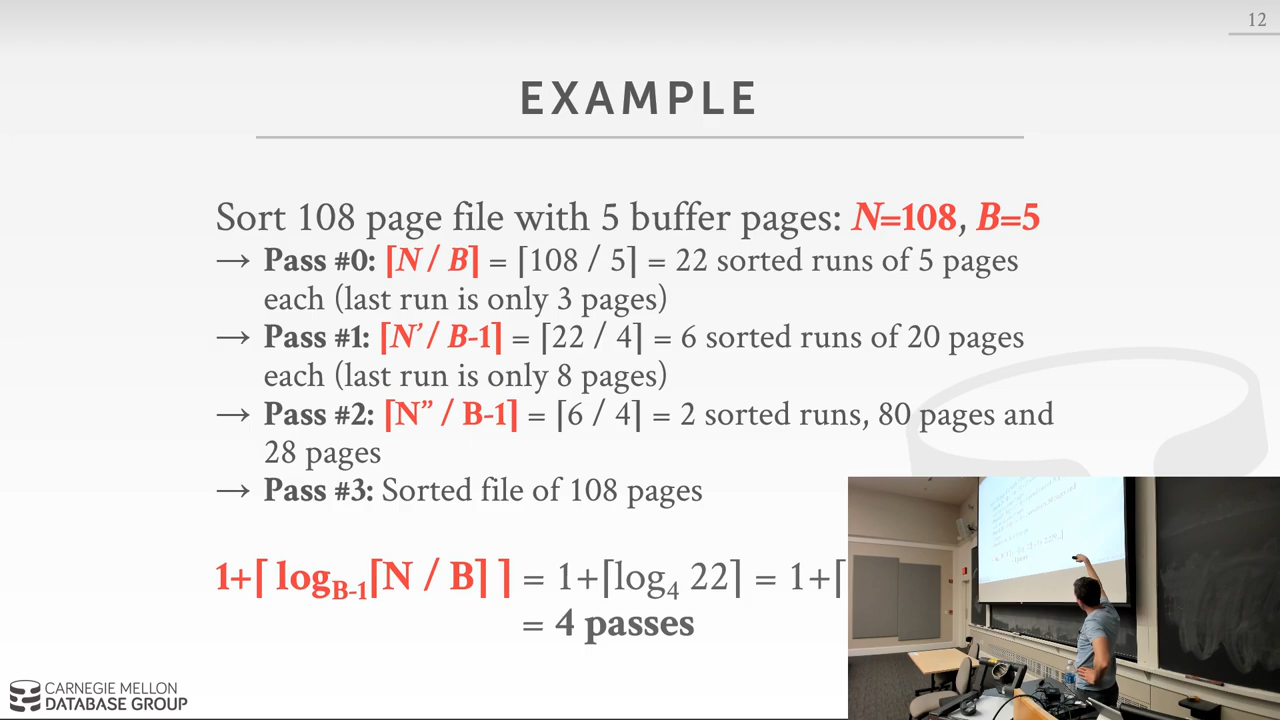 12
EXAMPLE
Sort 108 page file with 5 buffer pages: N=108, B=5
→ Pass #0: ⌈N / B⌉ = ⌈108 / 5⌉ = 22 sorted runs of 5 pages
each (last run is only 3 pages)
→ Pass #1: ⌈N’/ B-1⌉ = ⌈22 / 4⌉ = 6 sorted runs of 20 pages
each (last run is only 8 pages)
→ Pass #2: ⌈N” / B-1⌉ = ⌈6 / 4⌉ = 2 sorted runs, 80 pages and
28 pages
→ Pass #3: Sorted file of 108 pages
1+⌈ log_B-1⌈N / B⌉ ⌉ = 1+⌈log_4 22⌉ = 1+⌈
= 4 passes
CARNEGIE MELLON
DATABASE GROUP